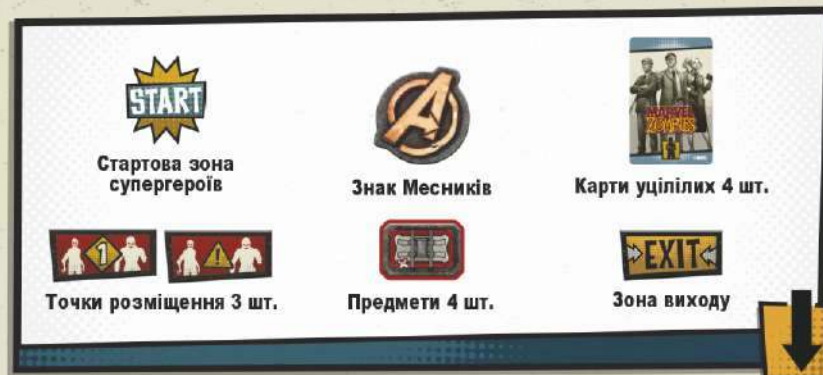 START
Стартова зона
супергероїв
Знак Месників
MARVEL
ZOMBIES
Карти уцілілих 4 шт.
1
Точки розміщення 3 шт.
Предмети 4 шт.
EXIT
Зона виходу